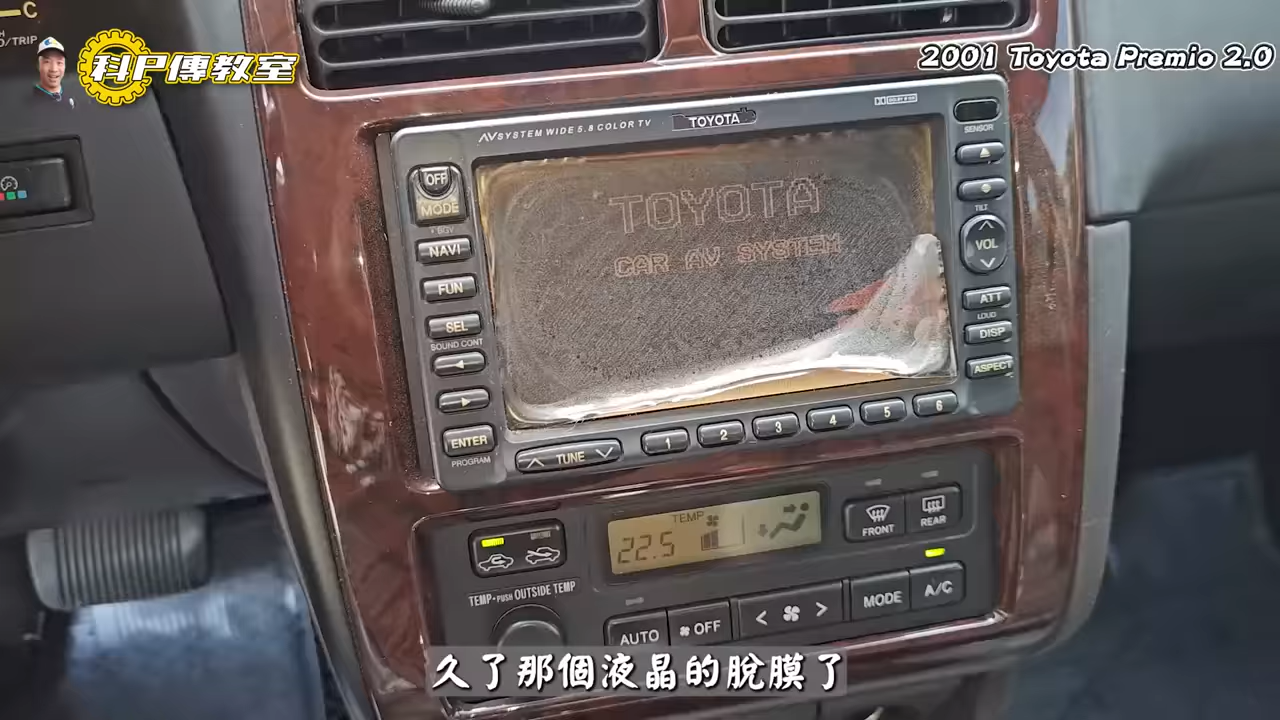 C
D/TRIP
科P傳教室
2001 Toyota Premio 2.0
AV SYSTEM WIDE 5.8 COLOR TV
TOYOTA
SENSOR
OFF
MODE
NAVI
FUN
SEL
SOUND CONT
ENTER
PROGRAM
TOYOTA
CAR AV SYSTEM
TILT
VOL
ATT
LOUD
DISP
ASPECT
TUNE
1
2
3
4
5
6
TEMP
22.5
FRONT
REAR
TEMP-PUSH OUTSIDE TEMP
AUTO
OFF
< >
MODE
A/C
久了那個液晶的脫膜了